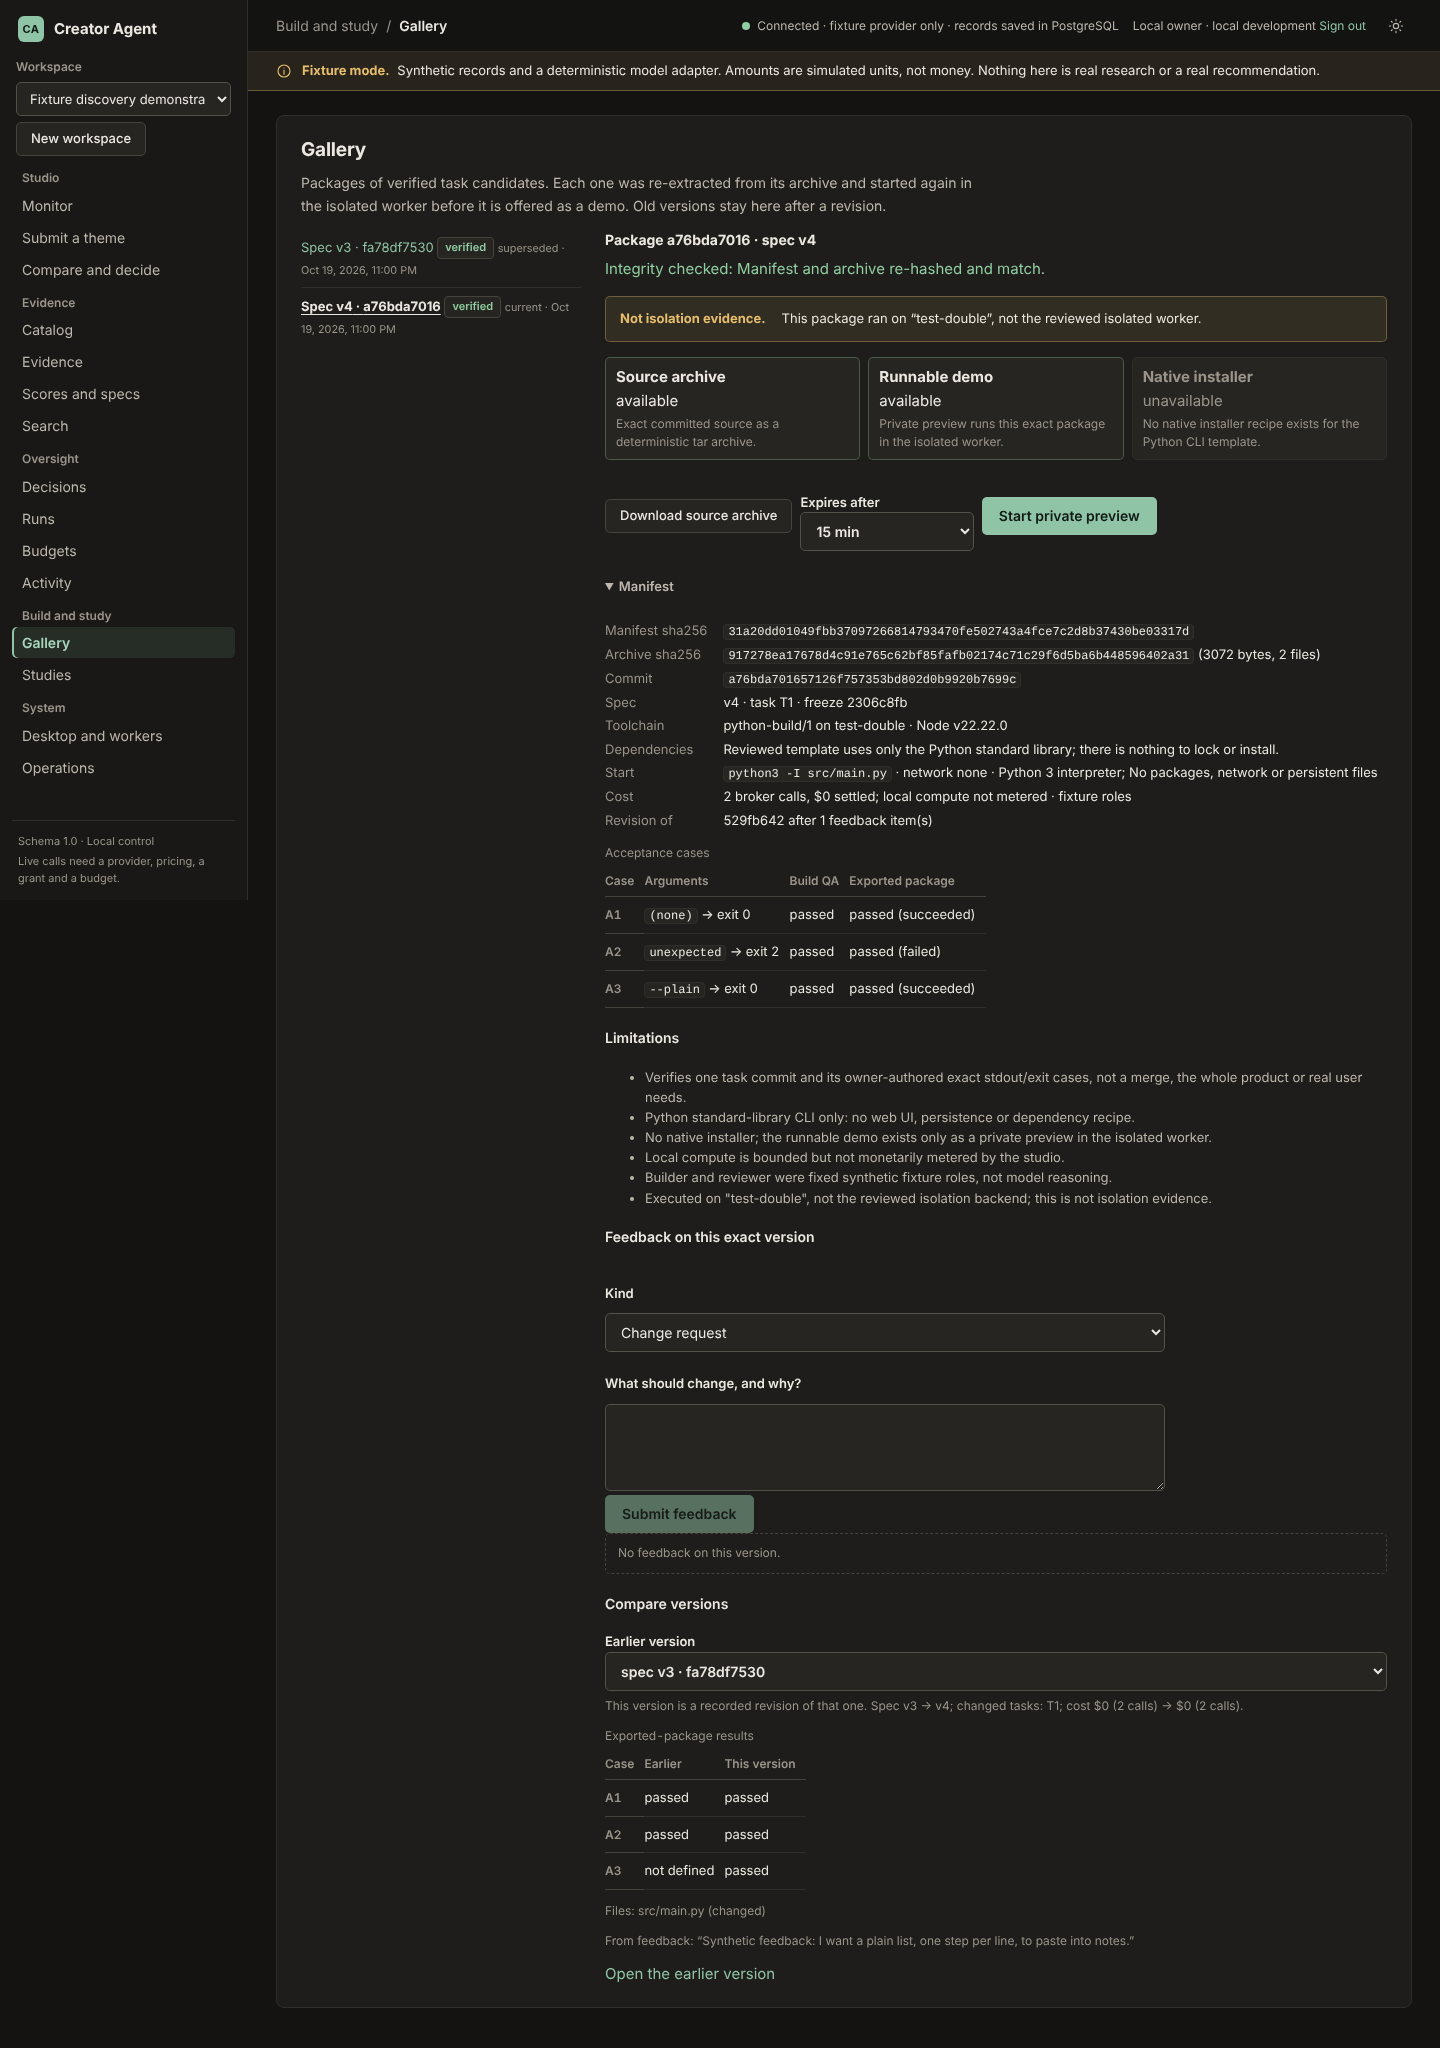 CA Creator Agent
Workspace
Fixture discovery demonstra
New workspace
Studio
Monitor
Submit a theme
Compare and decide
Evidence
Catalog
Evidence
Scores and specs
Search
Oversight
Decisions
Runs
Budgets
Activity
Build and study
Gallery
Studies
System
Desktop and workers
Operations
Schema 1.0 · Local control
Live calls need a provider, pricing, a
grant and a budget.
Build and study / Gallery
Connected · fixture provider only · records saved in PostgreSQL Local owner · local development Sign out
Fixture mode. Synthetic records and a deterministic model adapter. Amounts are simulated units, not money. Nothing here is real research or a real recommendation.
Gallery
Packages of verified task candidates. Each one was re-extracted from its archive and started again in
the isolated worker before it is offered as a demo. Old versions stay here after a revision.
Spec v3 · fa78df7530 verified superseded ·
Oct 19, 2026, 11:00 PM
Spec v4 · a76bda7016 verified current · Oct
19, 2026, 11:00 PM
Package a76bda7016 · spec v4
Integrity checked: Manifest and archive re-hashed and match.
Not isolation evidence. This package ran on “test-double”, not the reviewed isolated worker.
Source archive
available
Exact committed source as a
deterministic tar archive.
Runnable demo
available
Private preview runs this exact package
in the isolated worker.
Native installer
unavailable
No native installer recipe exists for the
Python CLI template.
Download source archive
Expires after
15 min
Start private preview
▼ Manifest
Manifest sha256 31a20dd01049fbb37097266814793470fe502743a4fce7c2d8b37430be03317d
Archive sha256 917278ea17678d4c91e765c62bf85fafb02174c71c29f6d5ba6b448596402a31 (3072 bytes, 2 files)
Commit a76bda701657126f757353bd802d0b9920b7699c
Spec v4 · task T1 · freeze 2306c8fb
Toolchain python-build/1 on test-double · Node v22.22.0
Dependencies Reviewed template uses only the Python standard library; there is nothing to lock or install.
Start python3 -I src/main.py · network none · Python 3 interpreter; No packages, network or persistent files
Cost 2 broker calls, $0 settled; local compute not metered · fixture roles
Revision of 529fb642 after 1 feedback item(s)
Acceptance cases
Case Arguments Build QA Exported package
A1 (none) → exit 0 passed passed (succeeded)
A2 unexpected → exit 2 passed passed (failed)
A3 --plain → exit 0 passed passed (succeeded)
Limitations
• Verifies one task commit and its owner-authored exact stdout/exit cases, not a merge, the whole product or real user
needs.
• Python standard-library CLI only: no web UI, persistence or dependency recipe.
• No native installer; the runnable demo exists only as a private preview in the isolated worker.
• Local compute is bounded but not monetarily metered by the studio.
• Builder and reviewer were fixed synthetic fixture roles, not model reasoning.
• Executed on "test-double", not the reviewed isolation backend; this is not isolation evidence.
Feedback on this exact version
Kind
Change request
What should change, and why?
Submit feedback
No feedback on this version.
Compare versions
Earlier version
spec v3 · fa78df7530
This version is a recorded revision of that one. Spec v3 → v4; changed tasks: T1; cost $0 (2 calls) → $0 (2 calls).
Exported-package results
Case Earlier This version
A1 passed passed
A2 passed passed
A3 not defined passed
Files: src/main.py (changed)
From feedback: “Synthetic feedback: I want a plain list, one step per line, to paste into notes.”
Open the earlier version